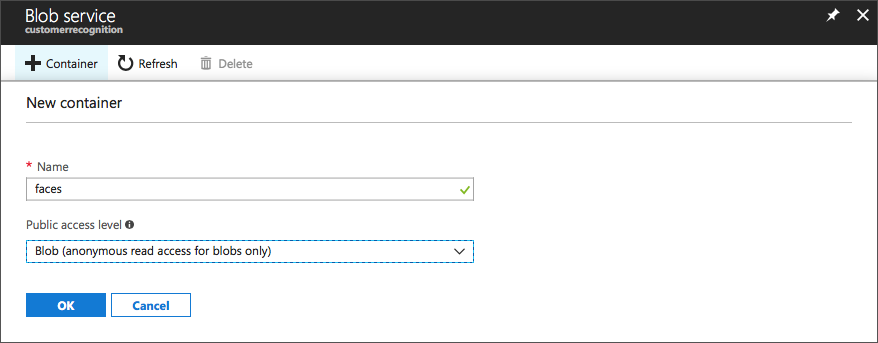 Blob service
customerrecognition
Container Refresh Delete
New container
* Name
faces
Public access level
Blob (anonymous read access for blobs only)
OK Cancel